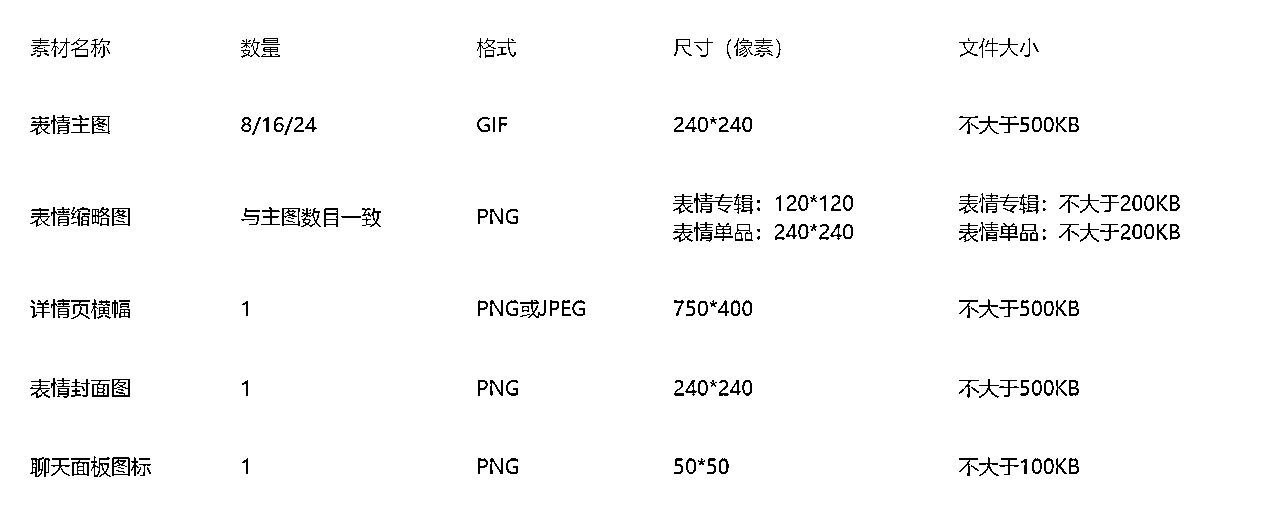 素材名称 数量 格式 尺寸（像素） 文件大小
表情主图 8/16/24 GIF 240*240 不大于500KB
表情缩略图 与主图数目一致 PNG 表情专辑：120*120 表情专辑：不大于200KB
表情单品：240*240 表情单品：不大于200KB
详情页横幅 1 PNG或JPEG 750*400 不大于500KB
表情封面图 1 PNG 240*240 不大于500KB
聊天面板图标 1 PNG 50*50 不大于100KB